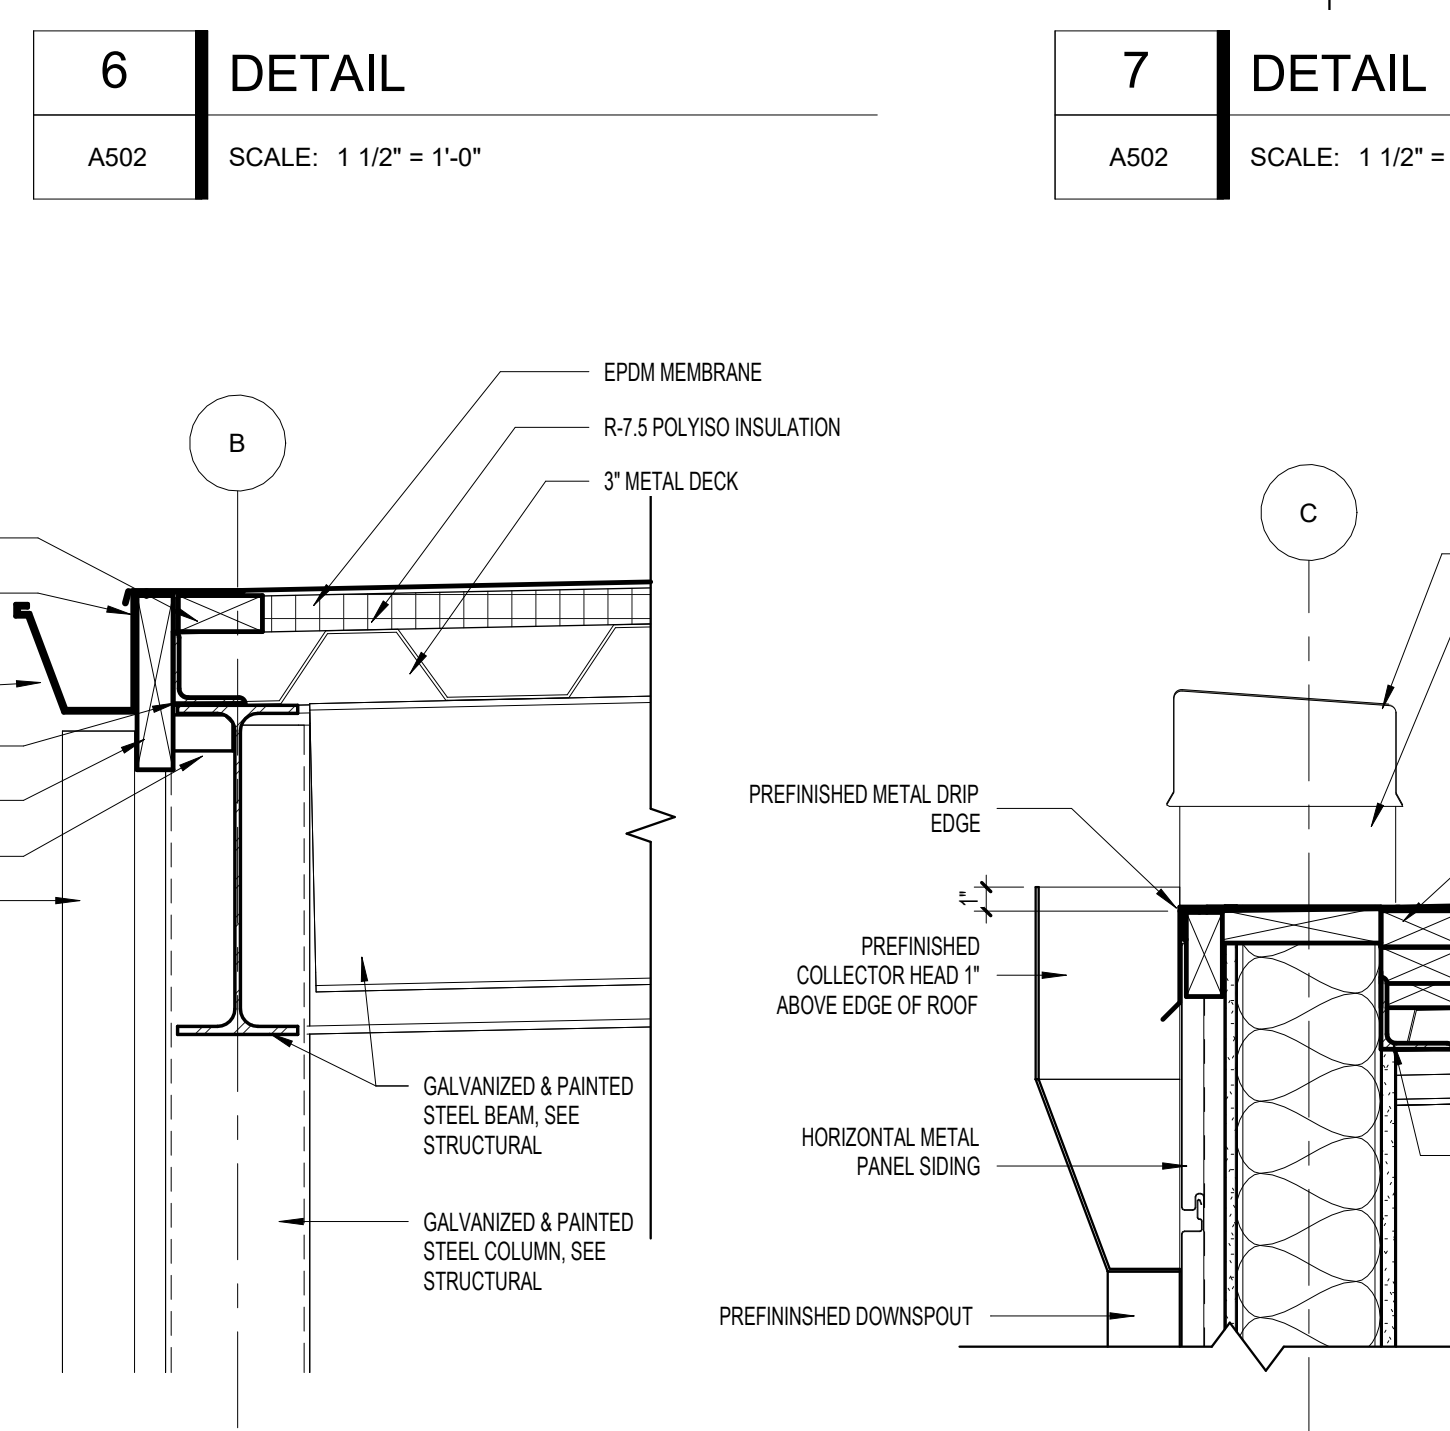 6
DETAIL
A502
SCALE: 1 1/2" = 1'-0"
7
DETAIL
A502
SCALE: 1 1/2" =
EPDM MEMBRANE
R-7.5 POLYISO INSULATION
3" METAL DECK
B
GALVANIZED & PAINTED
STEEL BEAM, SEE
STRUCTURAL
GALVANIZED & PAINTED
STEEL COLUMN, SEE
STRUCTURAL
C
PREFINISHED METAL DRIP
EDGE
1"
PREFINISHED
COLLECTOR HEAD 1"
ABOVE EDGE OF ROOF
HORIZONTAL METAL
PANEL SIDING
PREFININSHED DOWNSPOUT